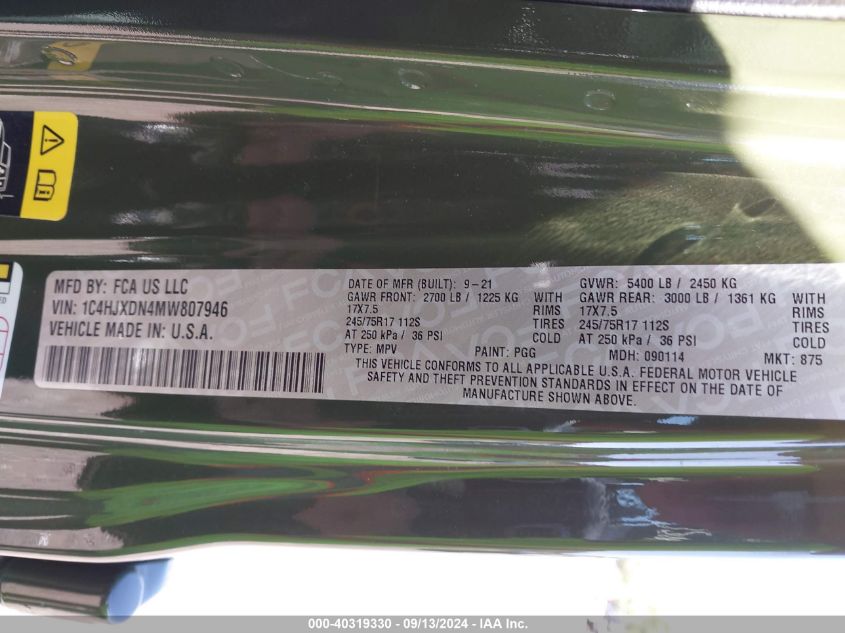 MFD BY: FCA US LLC
VIN: 1C4HJXDN4MW807946
VEHICLE MADE IN U.S.A.
DATE OF MFR (BUILT): 9-21 GVWR: 5400 LB / 2450 KG
GAWR FRONT: 2700 LB / 1225 KG GAWR REAR: 3000 LB / 1361 KG
17X7.5 RIMS 17X7.5 RIMS
245/75R17 112S TIRES 245/75R17 112S TIRES
AT 250 kPa / 36 PSI COLD AT 250 kPa / 36 PSI COLD
TYPE: MPV PAINT: PGG MDH: 090114 MKT: 875
THIS VEHICLE CONFORMS TO ALL APPLICABLE U.S.A. FEDERAL MOTOR VEHICLE
SAFETY AND THEFT PREVENTION STANDARDS IN EFFECT ON THE DATE OF
MANUFACTURE SHOWN ABOVE.
000-40319330 - 09/13/2024 - IAA Inc.